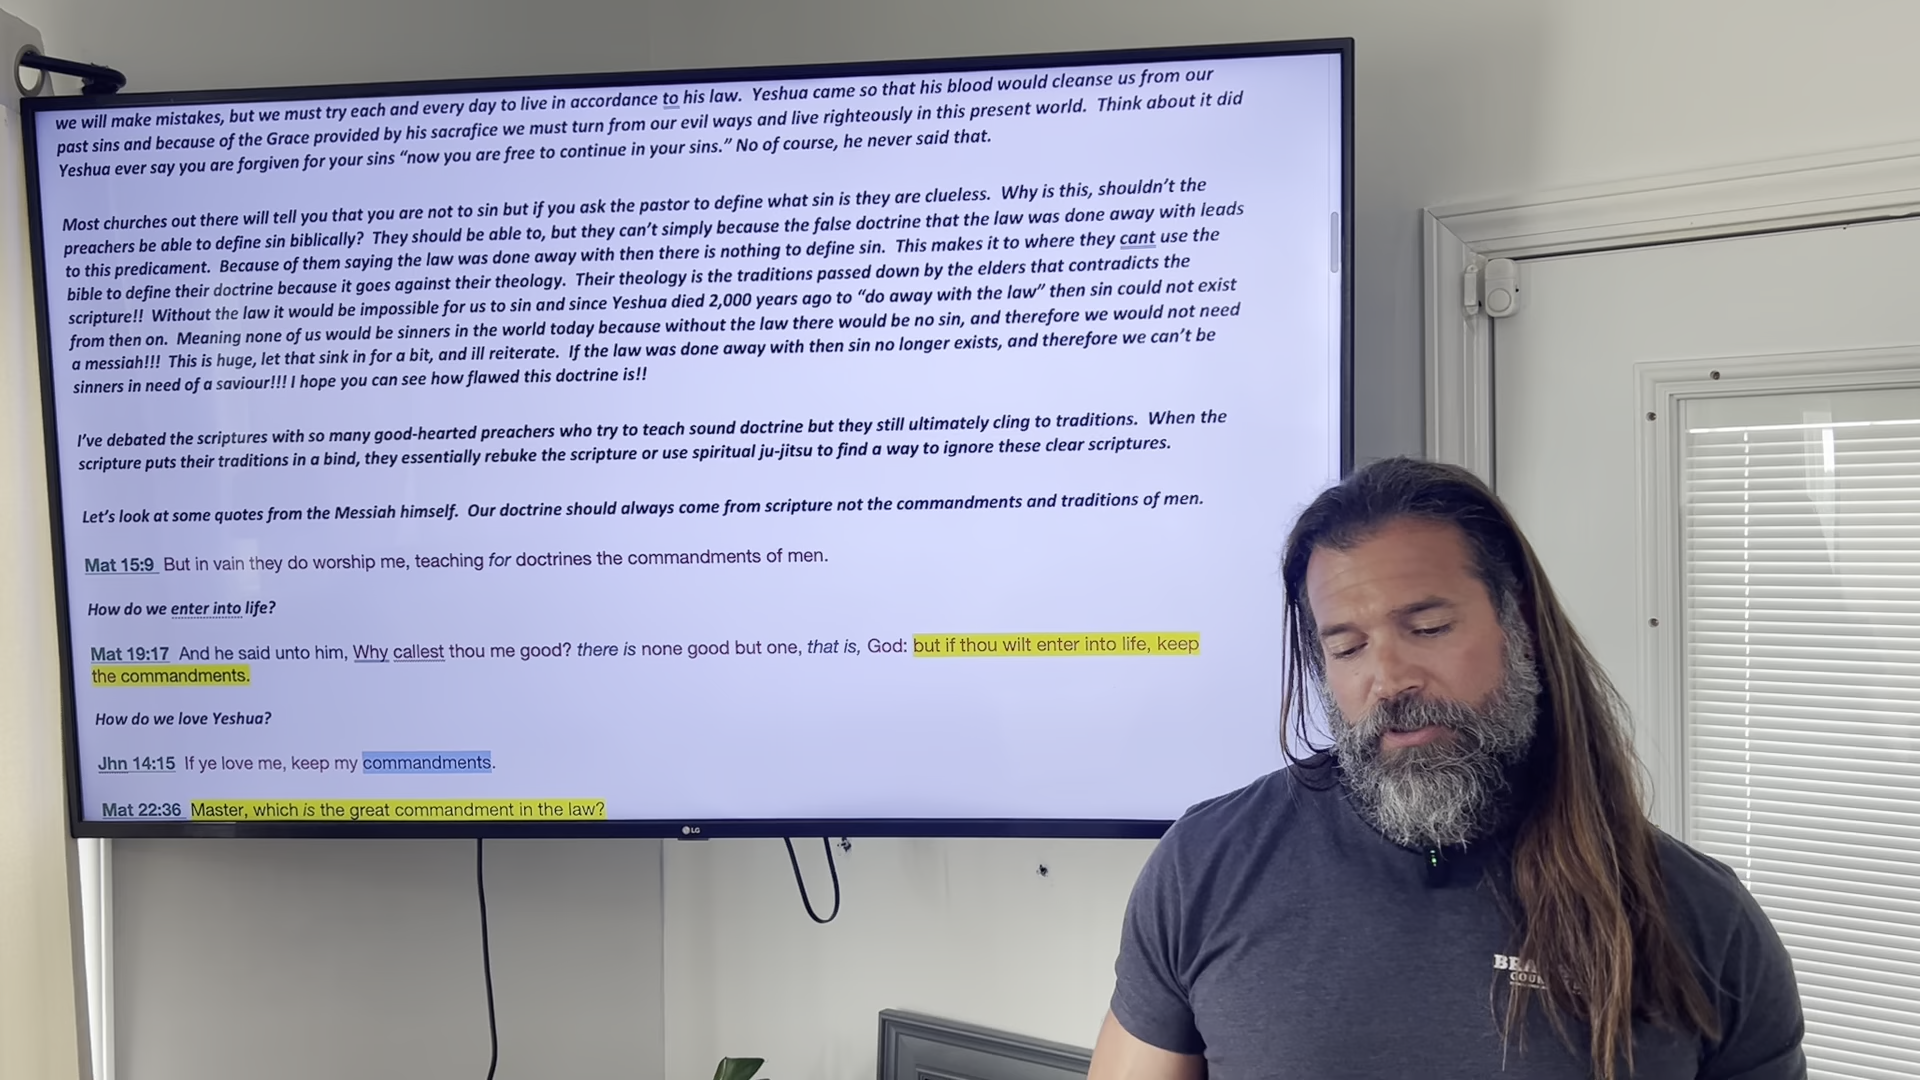 we will make mistakes, but we must try each and every day to live in accordance to his law.  Yeshua came so that his blood would cleanse us from our
past sins and because of the Grace provided by his sacrafice we must turn from our evil ways and live righteously in this present world.  Think about it did
Yeshua ever say you are forgiven for your sins “now you are free to continue in your sins.” No of course, he never said that.
Most churches out there will tell you that you are not to sin but if you ask the pastor to define what sin is they are clueless.  Why is this, shouldn’t the
preachers be able to define sin biblically?  They should be able to, but they can’t simply because the false doctrine that the law was done away with leads
to this predicament.  Because of them saying the law was done away with then there is nothing to define sin.  This makes it to where they cant use the
bible to define their doctrine because it goes against their theology.  Their theology is the traditions passed down by the elders that contradicts the
scripture!!  Without the law it would be impossible for us to sin and since Yeshua died 2,000 years ago to “do away with the law” then sin could not exist
from then on.  Meaning none of us would be sinners in the world today because without the law there would be no sin, and therefore we would not need
a messiah!!!  This is huge, let that sink in for a bit, and ill reiterate.  If the law was done away with then sin no longer exists, and therefore we can’t be
sinners in need of a saviour!!! I hope you can see how flawed this doctrine is!!
I’ve debated the scriptures with so many good-hearted preachers who try to teach sound doctrine but they still ultimately cling to traditions.  When the
scripture puts their traditions in a bind, they essentially rebuke the scripture or use spiritual ju-jitsu to find a way to ignore these clear scriptures.
Let’s look at some quotes from the Messiah himself.  Our doctrine should always come from scripture not the commandments and traditions of men.
Mat 15:9  But in vain they do worship me, teaching for doctrines the commandments of men.
How do we enter into life?
Mat 19:17  And he said unto him, Why callest thou me good? there is none good but one, that is, God: but if thou wilt enter into life, keep
the commandments.
How do we love Yeshua?
Jhn 14:15  If ye love me, keep my commandments.
Mat 22:36  Master, which is the great commandment in the law?
LG